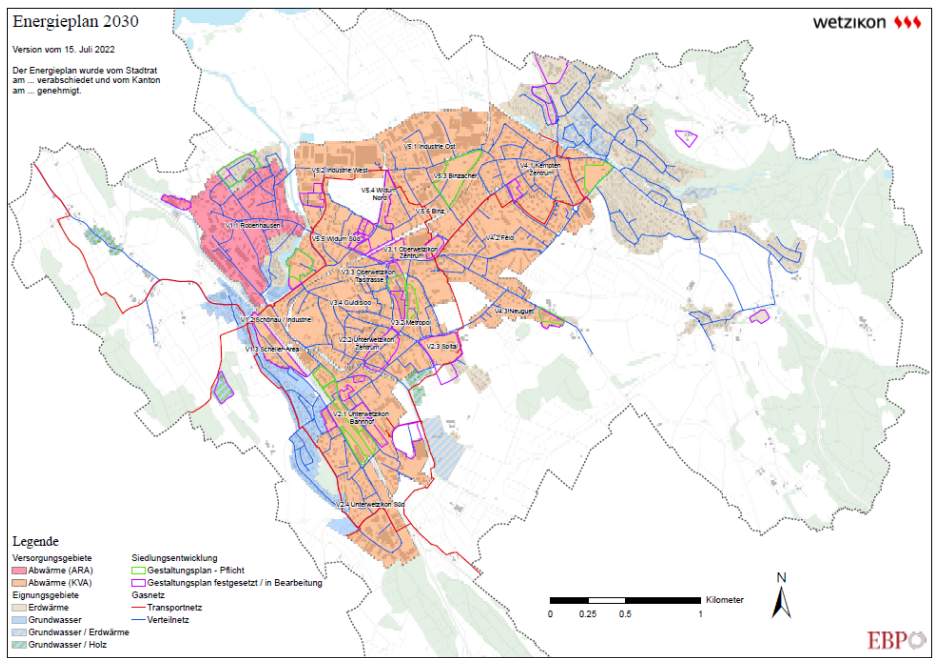 Energieplan 2030
wetzikon
Version vom 15. Juli 2022
Der Energieplan wurde vom Stadtrat
am ... verabschiedet und vom Kanton
am ... genehmigt.
V5.1 Industrie Ost
V5.2 Industrie West
V5.3 Binzacher
V4.1 Kempten
Zentrum
V5.4 Widum
Nord
V5.6 Binz
V1.1 Robenhausen
V5.5 Widum Süd
V4.2 Feld
V3.1 Oberwetzikon
Zentrum
V3.3 Oberwetzikon
Talstrasse
V3.4 Guldisloo
V4.3 Neuguet
V1.2 Schönau / Industrie
V3.2 Metropol
V2.2 Unterwetzikon
Zentrum
V2.3 Spital
V2.1 Unterwetzikon
Bahnhof
V2.4 Unterwetzikon Süd
Legende
Versorgungsgebiete
Abwärme (ARA)
Abwärme (KVA)
Eignungsgebiete
Erdwärme
Grundwasser
Grundwasser / Erdwärme
Grundwasser / Holz
Siedlungsentwicklung
Gestaltungsplan - Pflicht
Gestaltungsplan festgesetzt / in Bearbeitung
Gasnetz
Transportnetz
Verteilnetz
Kilometer
0 0.25 0.5 1
N
EBP